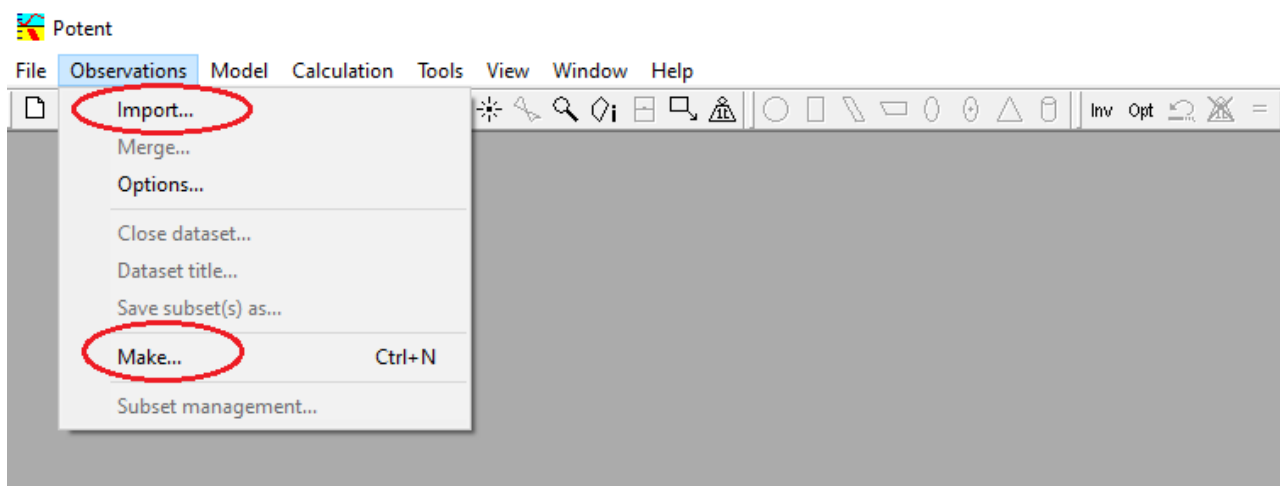 Potent
File Observations Model Calculation Tools View Window Help
Import...
Inv Opt
Merge...
Options...
Close dataset...
Dataset title...
Save subset(s) as...
Make... Ctrl+N
Subset management...